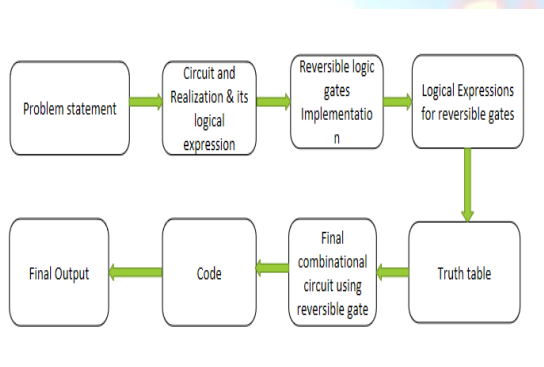 Problem statement
Circuit and
Realization & its
logical
expression
Reversible logic
gates
Implementatio
n
Logical Expressions
for reversible gates
Truth table
Final
combinational
circuit using
reversible gate
Code
Final Output